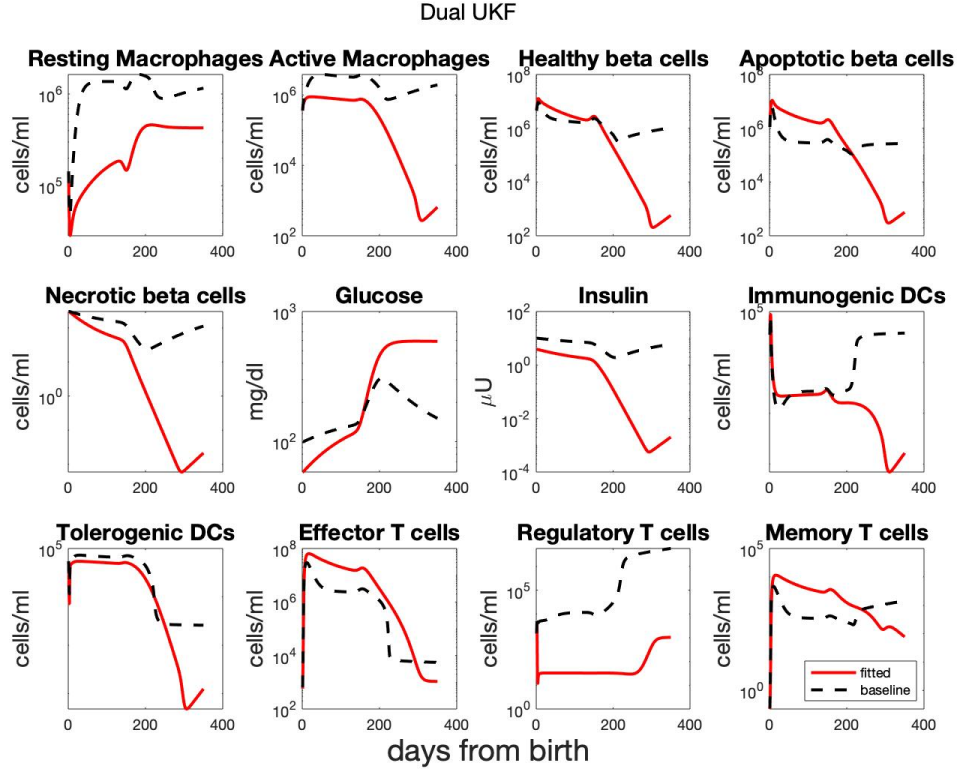 Dual UKF
Resting Macrophages
10^6
10^5
cells/ml
0 200 400
Active Macrophages
10^6
10^4
10^2
cells/ml
0 200 400
Healthy beta cells
10^8
10^6
10^4
10^2
cells/ml
0 200 400
Apoptotic beta cells
10^8
10^6
10^4
10^2
cells/ml
0 200 400
Necrotic beta cells
10^0
cells/ml
0 200 400
Glucose
10^3
10^2
mg/dl
0 200 400
Insulin
10^2
10^0
10^-2
10^-4
μU
0 200 400
Immunogenic DCs
10^5
cells/ml
0 200 400
Tolerogenic DCs
10^5
cells/ml
0 200 400
Effector T cells
10^8
10^6
10^4
10^2
cells/ml
0 200 400
Regulatory T cells
10^5
10^0
cells/ml
0 200 400
Memory T cells
10^5
10^0
cells/ml
0 200 400
fitted
baseline
days from birth